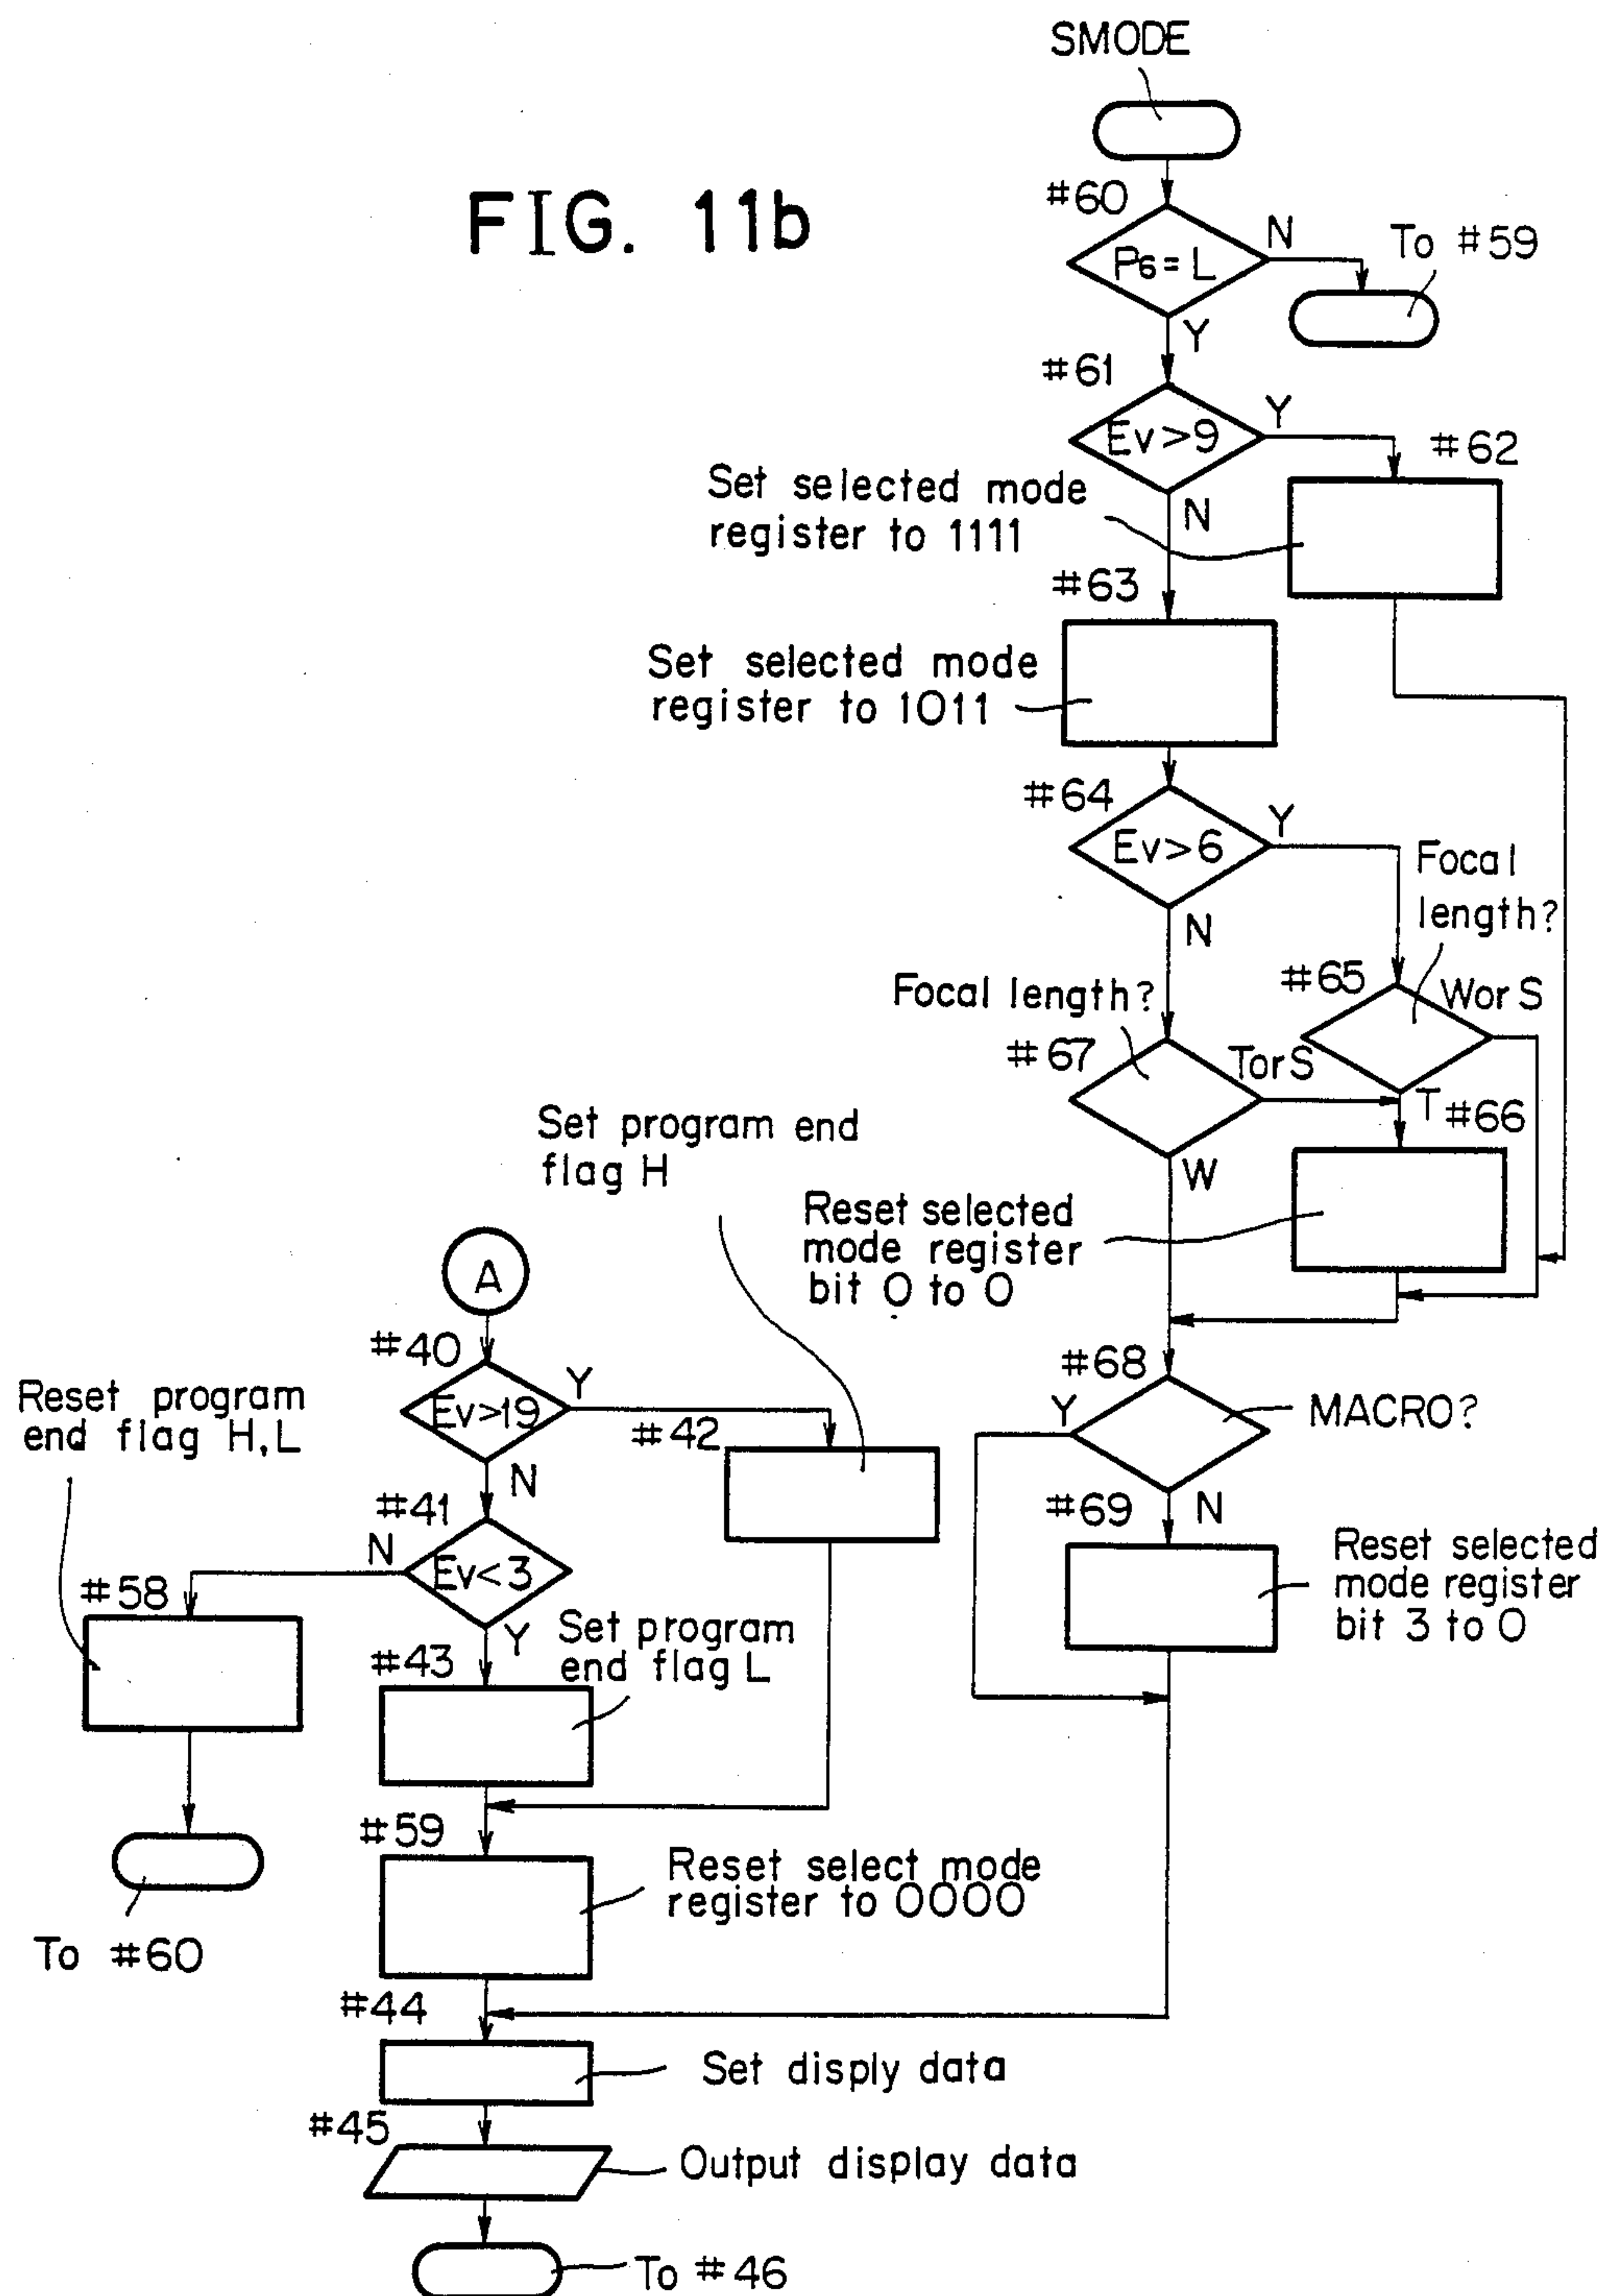 SMODE
FIG. 11b
#60
P6=L
N
To #59
Y
#61
Ev>9
Y
#62
Set selected mode
register to 1111
N
#63
Set selected mode
register to 1011
#64
Ev>6
Y
Focal
length?
N
#65
WorS
Focal length?
#67
TorS
T
#66
W
Set program end
flag H
Reset selected
mode register
bit 0 to 0
A
#40
Ev>19
Y
#42
N
Reset program
end flag H,L
#68
Y
MACRO?
#41
Ev<3
N
#69
N
Reset selected
mode register
bit 3 to 0
#58
Y
Set program
end flag L
#43
#59
Reset select mode
register to 0000
To #60
#44
Set disply data
#45
Output display data
To #46